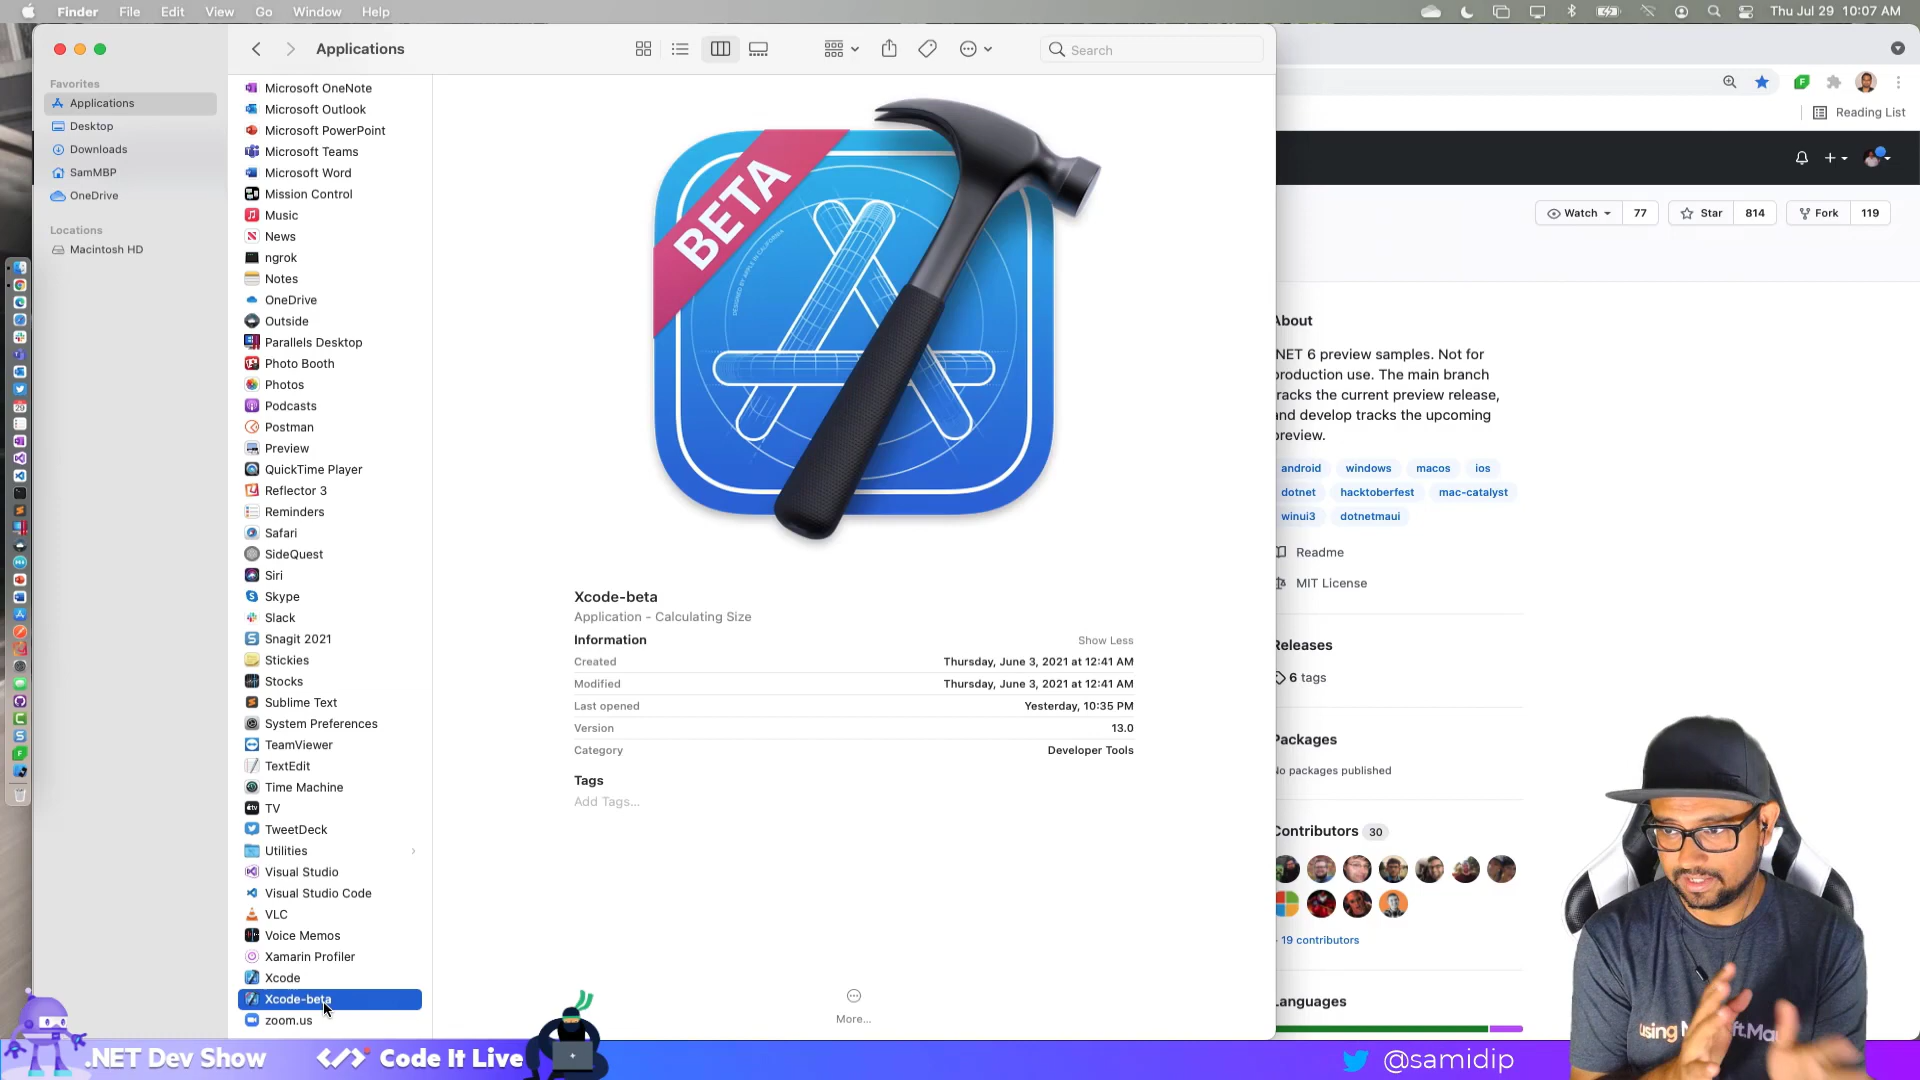 Finder File Edit View Go Window Help
Thu Jul 29 10:07 AM
Applications
Search
Favorites
Applications
Desktop
Downloads
SamMBP
OneDrive
Locations
Macintosh HD
Microsoft OneNote
Microsoft Outlook
Microsoft PowerPoint
Microsoft Teams
Microsoft Word
Mission Control
Music
News
ngrok
Notes
OneDrive
Outside
Parallels Desktop
Photo Booth
Photos
Podcasts
Postman
Preview
QuickTime Player
Reflector 3
Reminders
Safari
SideQuest
Siri
Skype
Slack
Snagit 2021
Stickies
Stocks
Sublime Text
System Preferences
TeamViewer
TextEdit
Time Machine
TV
TweetDeck
Utilities
Visual Studio
Visual Studio Code
VLC
Voice Memos
Xamarin Profiler
Xcode
Xcode-beta
zoom.us
BETA
DESIGNED BY APPLE IN CALIFORNIA
Xcode-beta
Application - Calculating Size
Information Show Less
Created Thursday, June 3, 2021 at 12:41 AM
Modified Thursday, June 3, 2021 at 12:41 AM
Last opened Yesterday, 10:35 PM
Version 13.0
Category Developer Tools
Tags
Add Tags...
More...
Reading List
Watch 77 Star 814 Fork 119
About
.NET 6 preview samples. Not for
production use. The main branch
tracks the current preview release,
and develop tracks the upcoming
preview.
android windows macos ios
dotnet hacktoberfest mac-catalyst
winui3 dotnetmaui
Readme
MIT License
Releases
6 tags
Packages
No packages published
Contributors 30
19 contributors
Languages
.NET Dev Show
Code It Live
@samidip
using